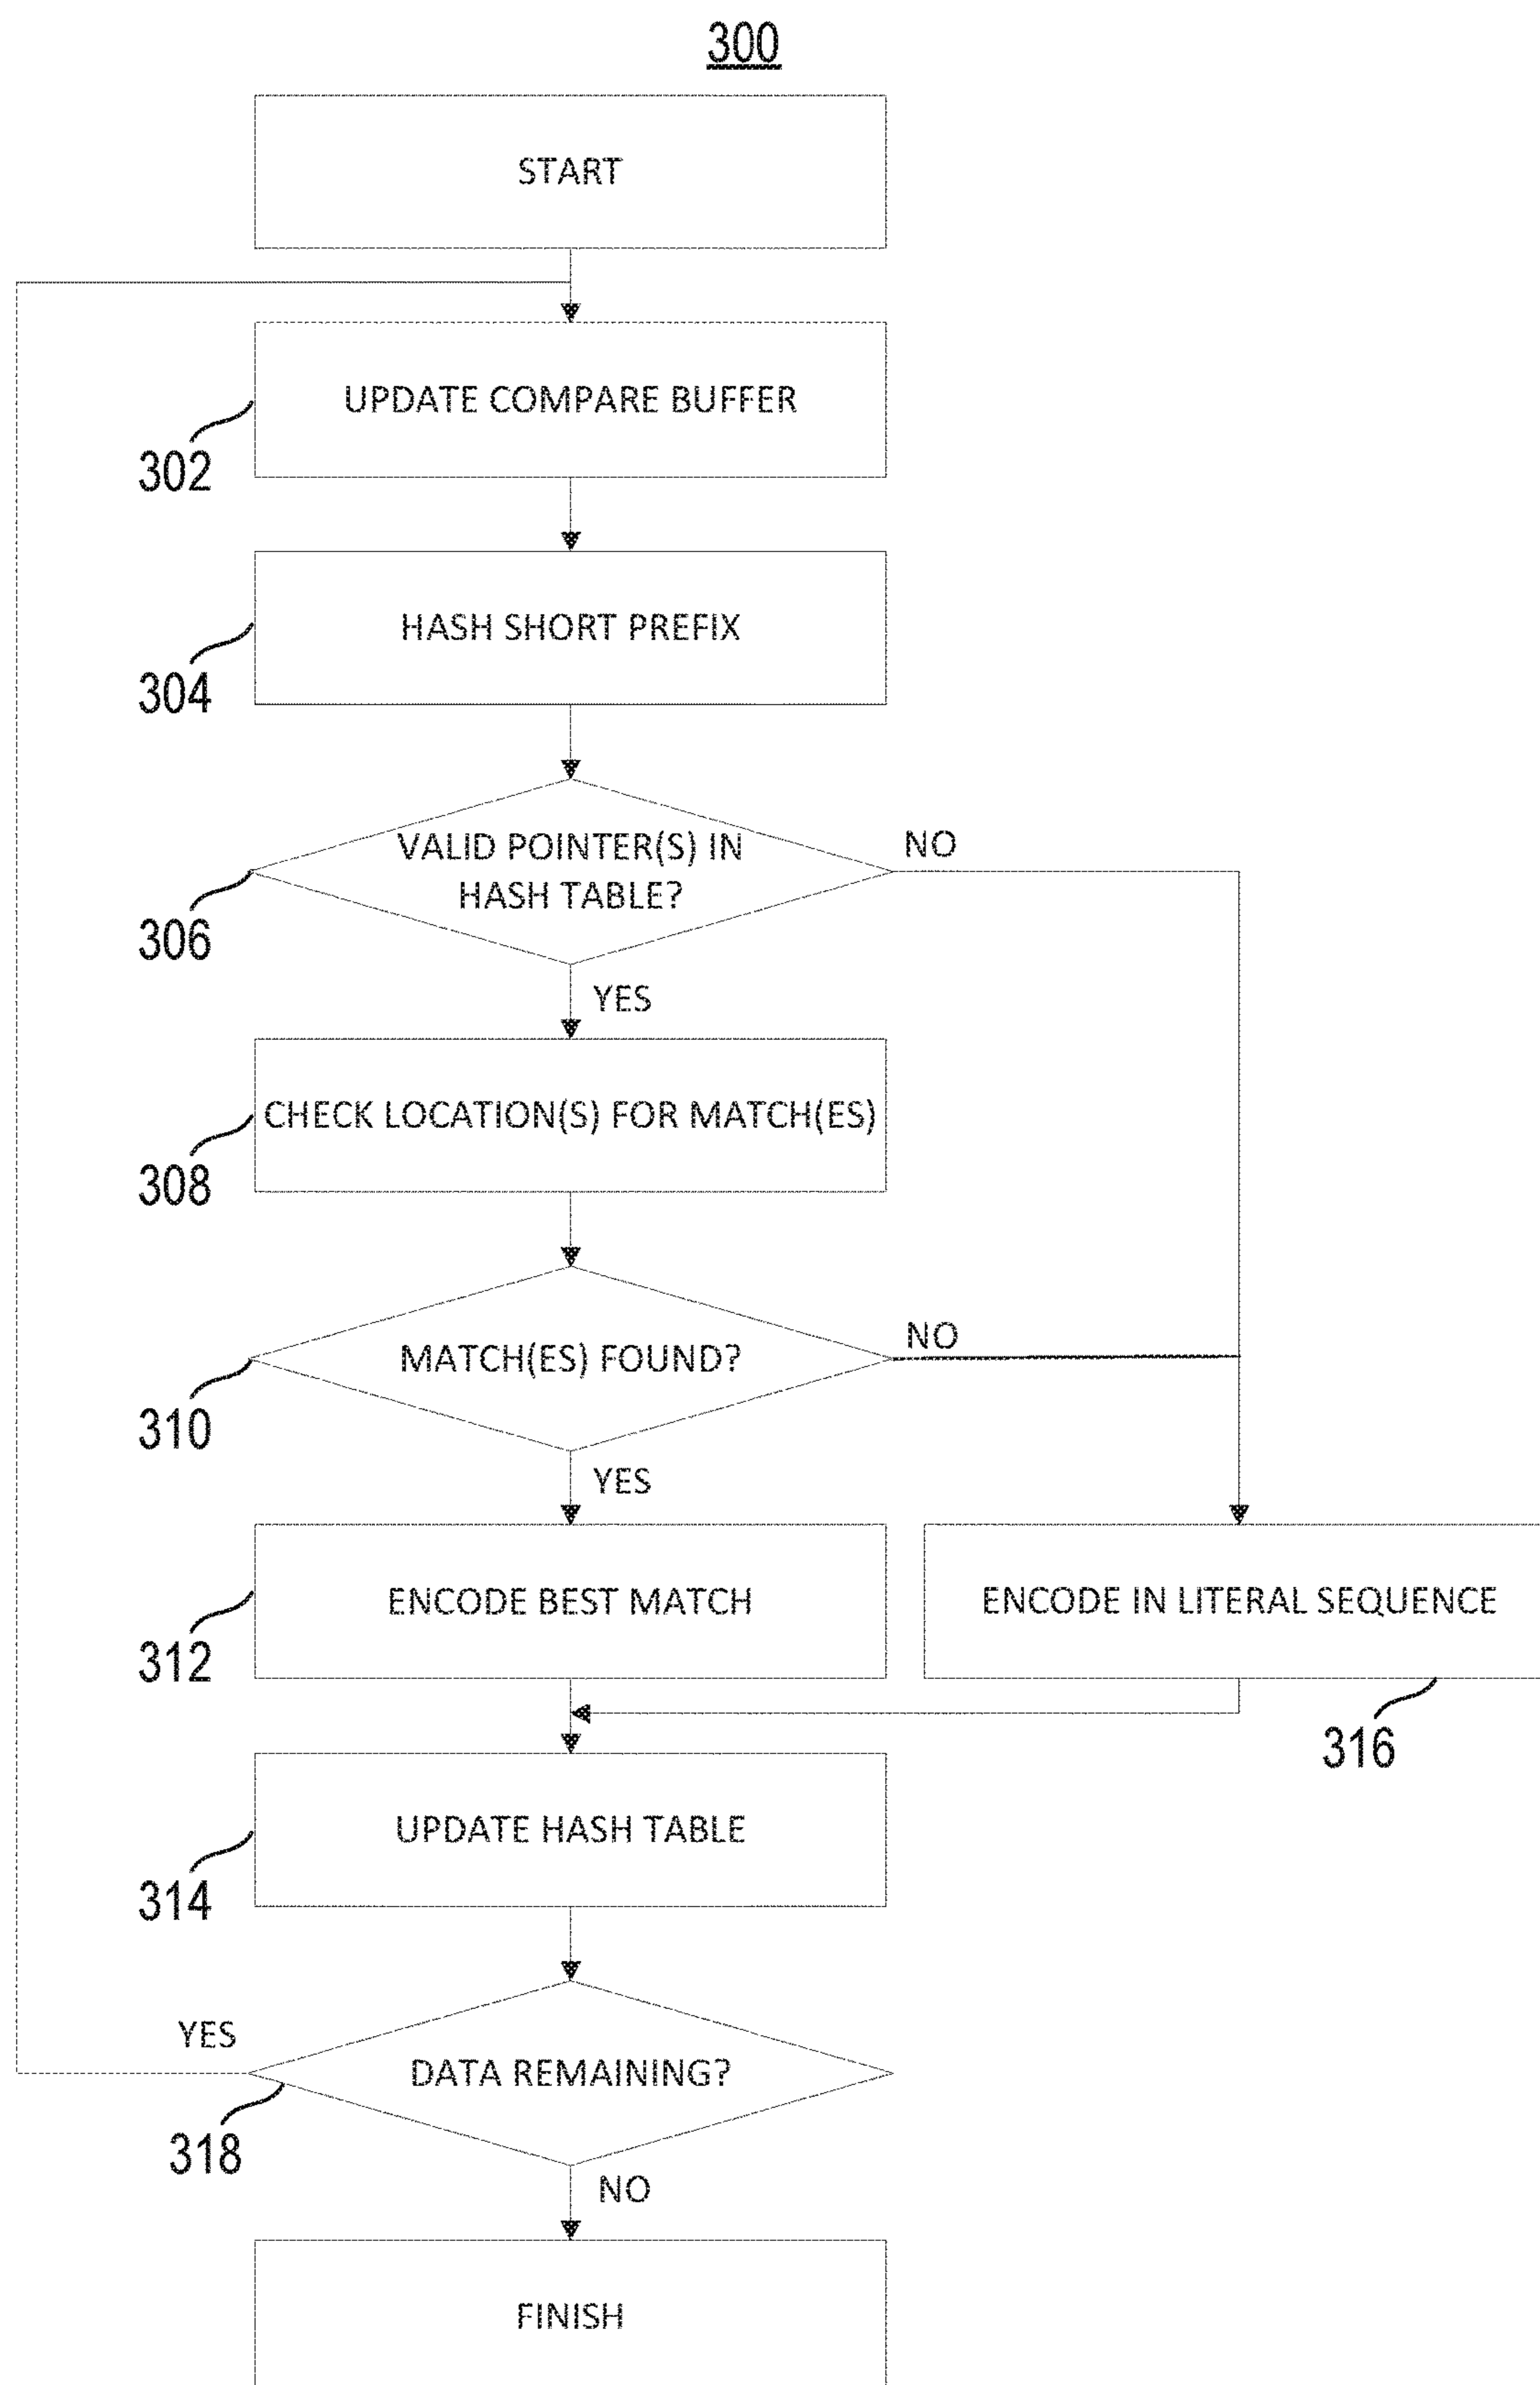 300
START
UPDATE COMPARE BUFFER
302
HASH SHORT PREFIX
304
VALID POINTER(S) IN
HASH TABLE?
NO
306
YES
CHECK LOCATION(S) FOR MATCH(ES)
308
MATCH(ES) FOUND?
NO
310
YES
ENCODE BEST MATCH
312
ENCODE IN LITERAL SEQUENCE
316
UPDATE HASH TABLE
314
YES
DATA REMAINING?
318
NO
FINISH